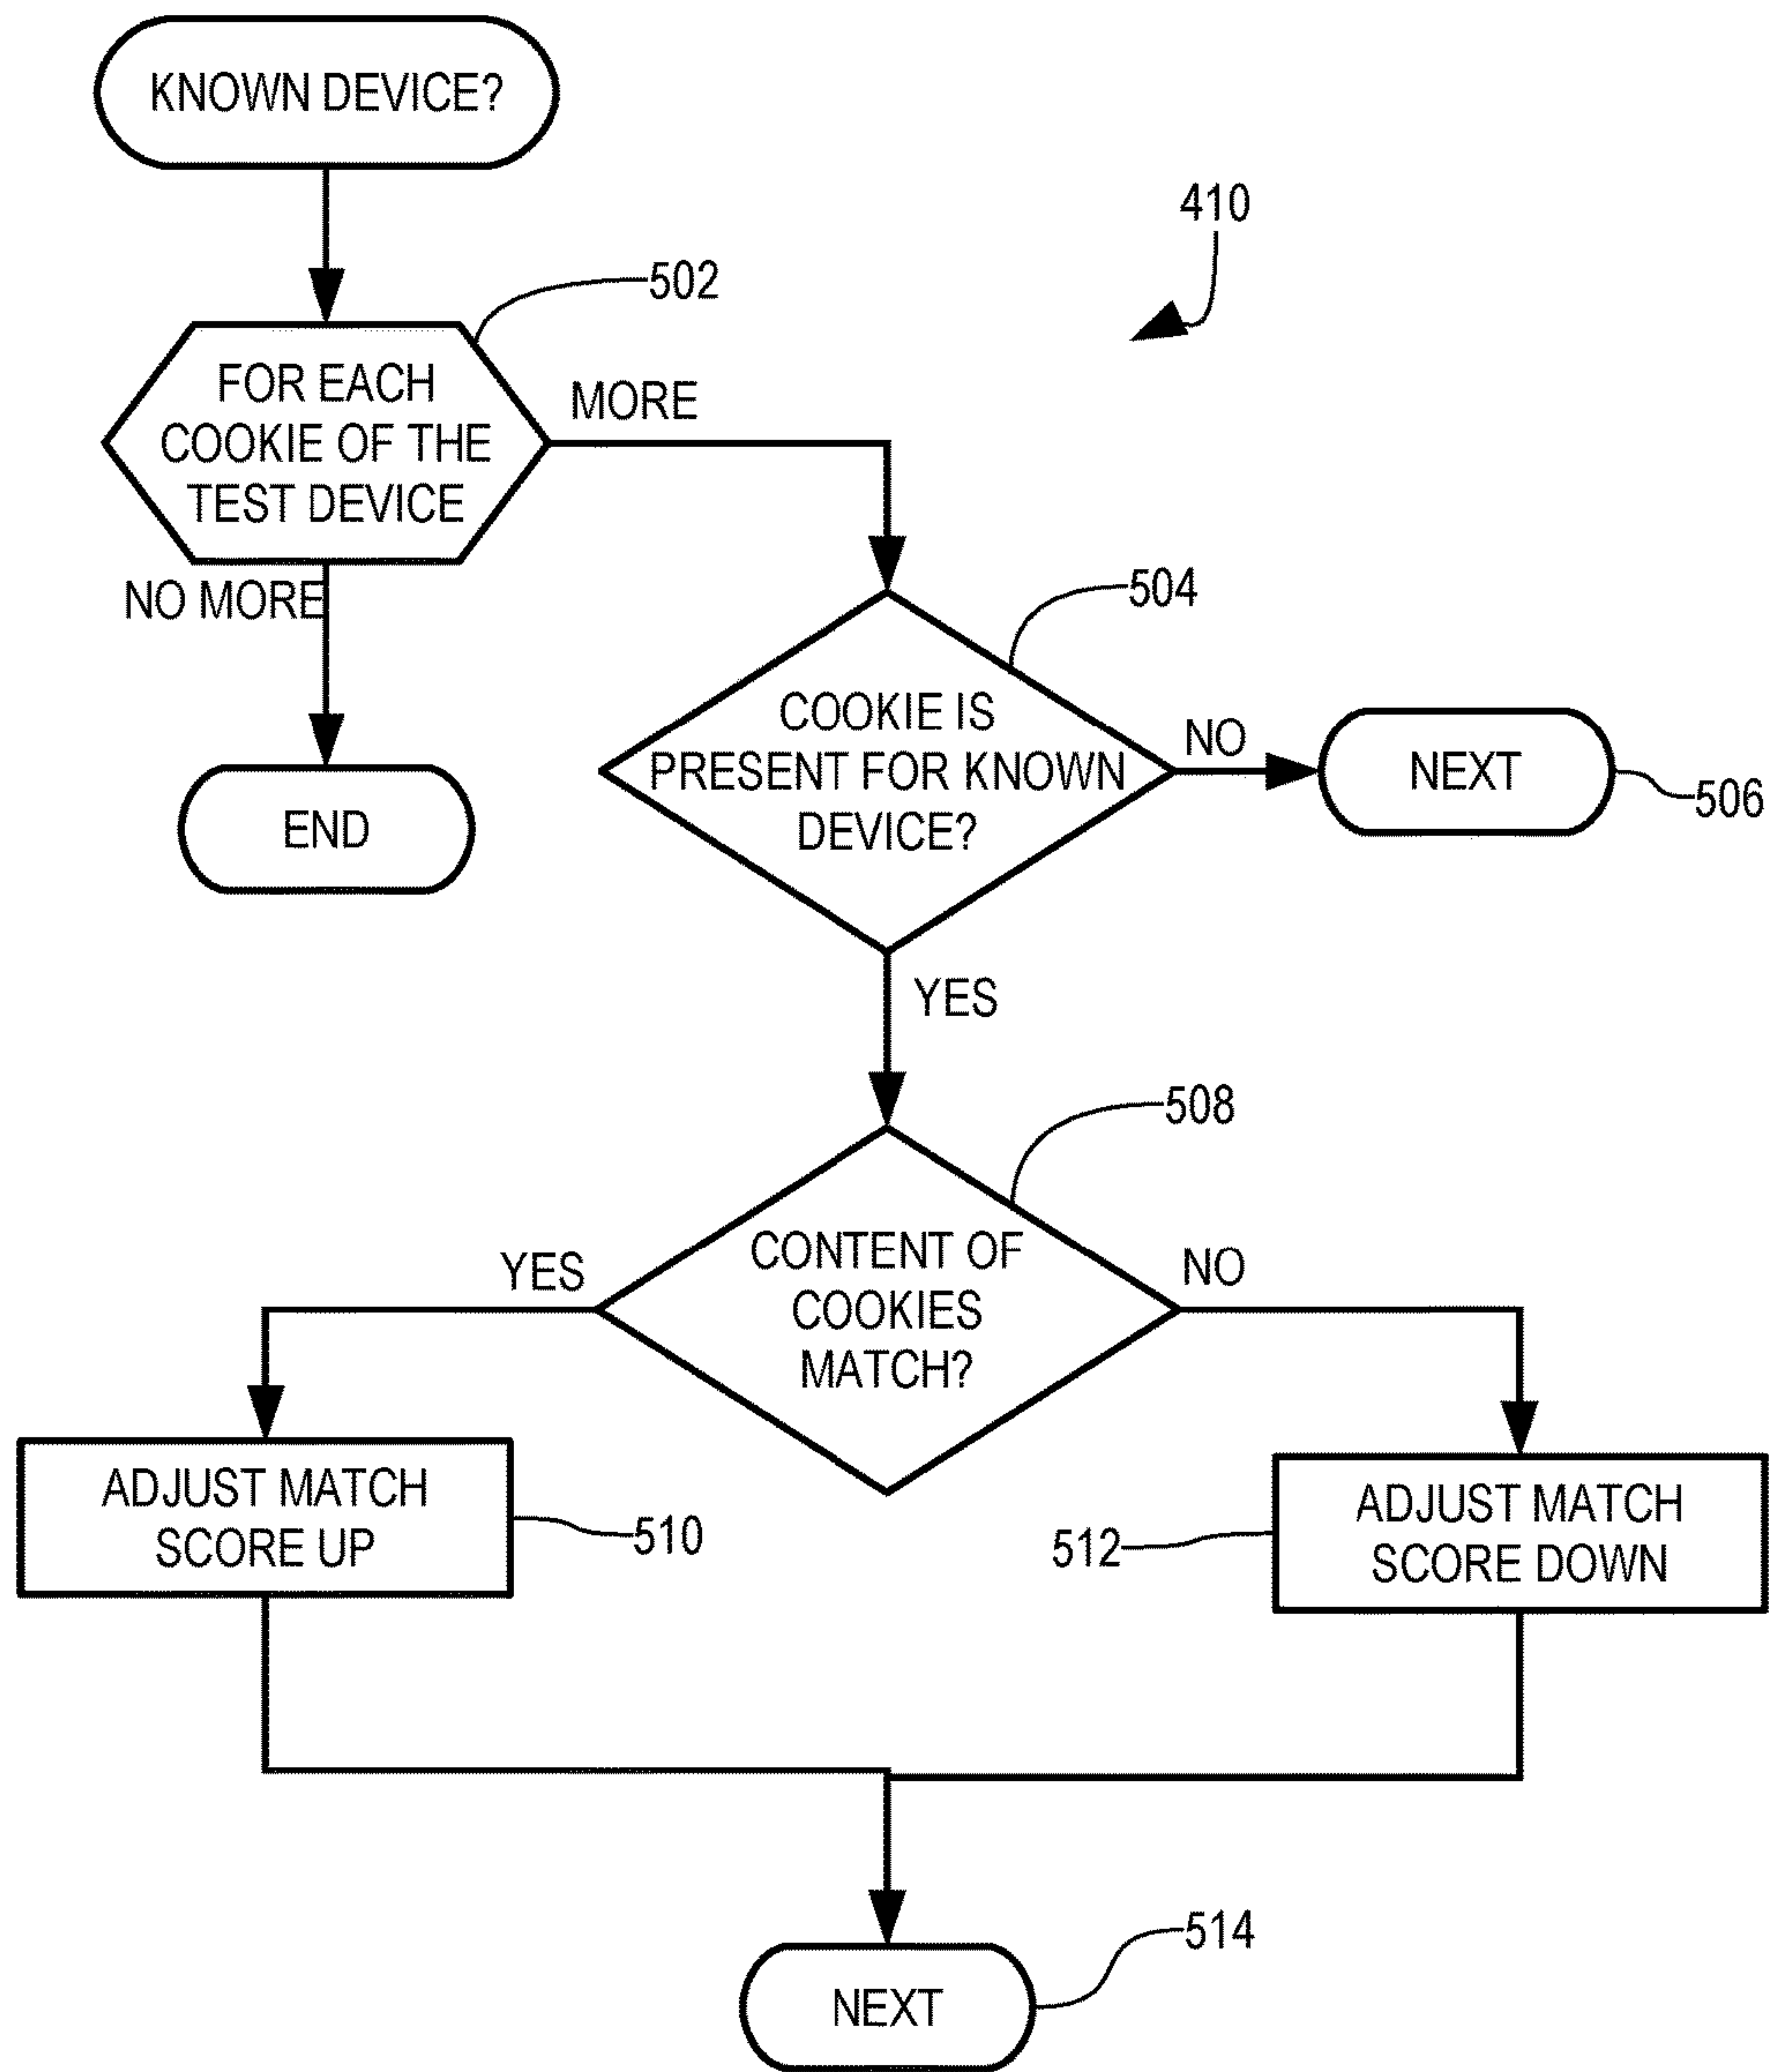 KNOWN DEVICE?
410
502
FOR EACH
COOKIE OF THE
TEST DEVICE
MORE
NO MORE
504
COOKIE IS
PRESENT FOR KNOWN
DEVICE?
NO
NEXT
506
END
YES
508
CONTENT OF
COOKIES
MATCH?
YES
NO
ADJUST MATCH
SCORE UP
510
512
ADJUST MATCH
SCORE DOWN
514
NEXT